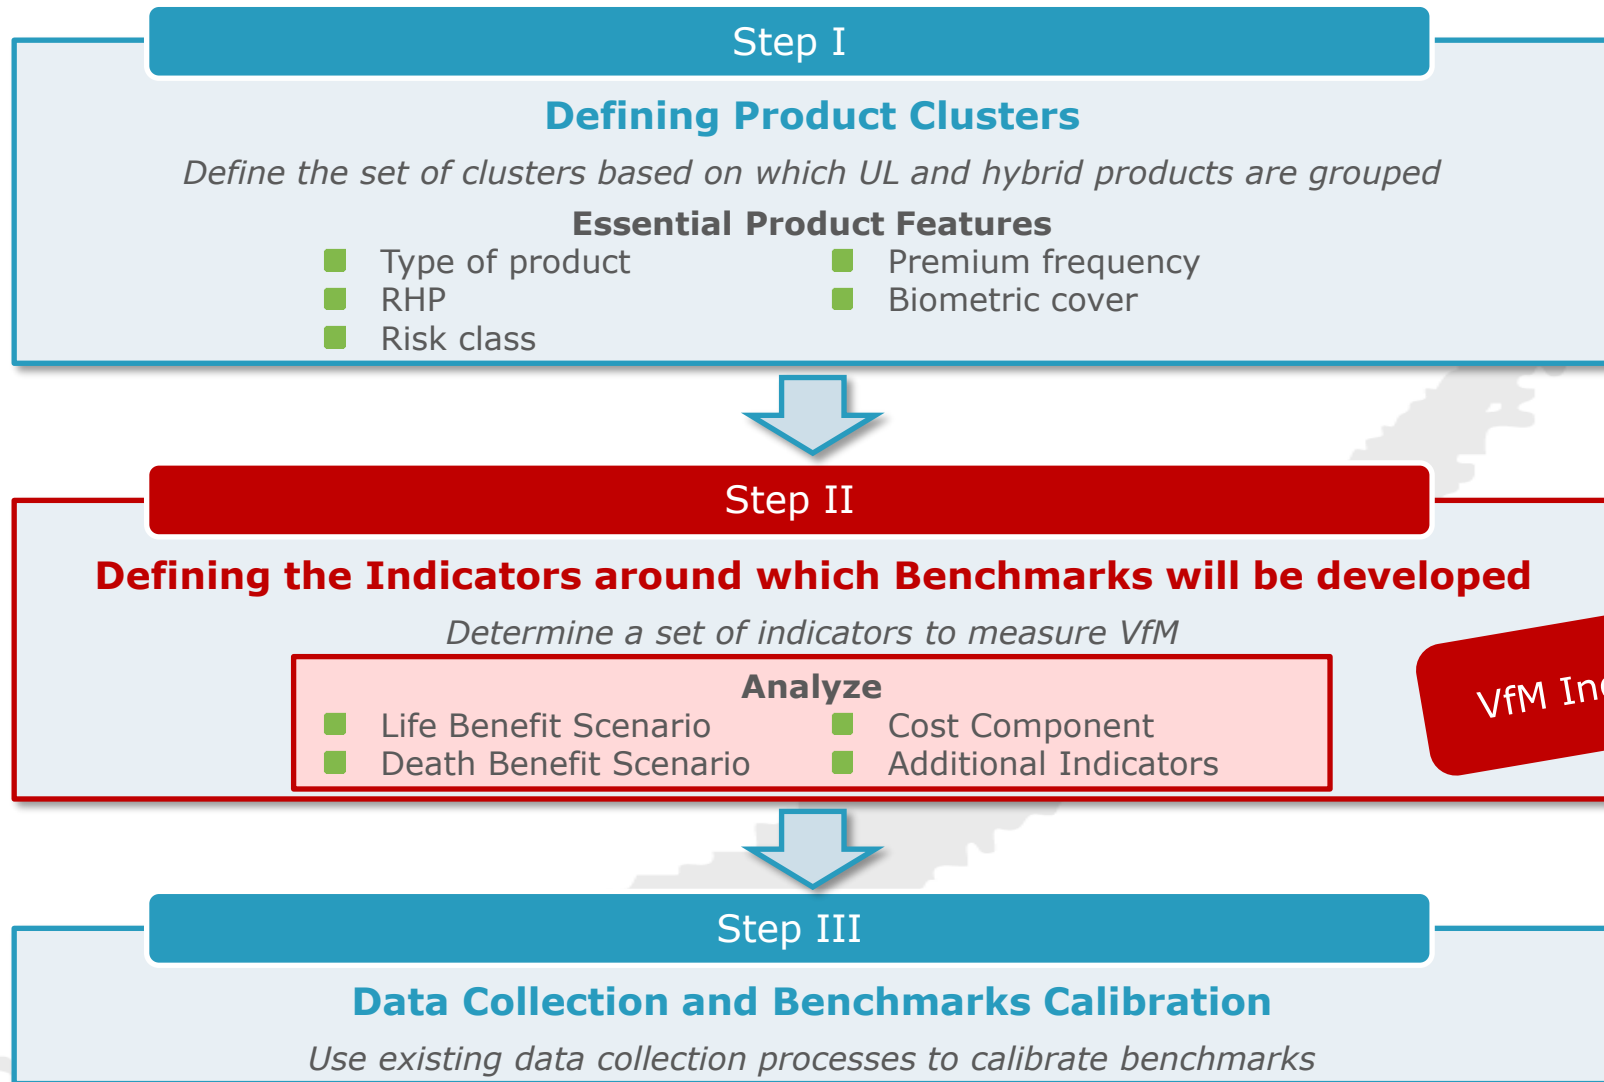 Step I
Defining Product Clusters
Define the set of clusters based on which UL and hybrid products are grouped
Essential Product Features
Type of product
RHP
Risk class
Premium frequency
Biometric cover
Step II
Defining the Indicators around which Benchmarks will be developed
Determine a set of indicators to measure VfM
Analyze
Life Benefit Scenario
Death Benefit Scenario
Cost Component
Additional Indicators
VfM
Step III
Data Collection and Benchmarks Calibration
Use existing data collection processes to calibrate benchmarks